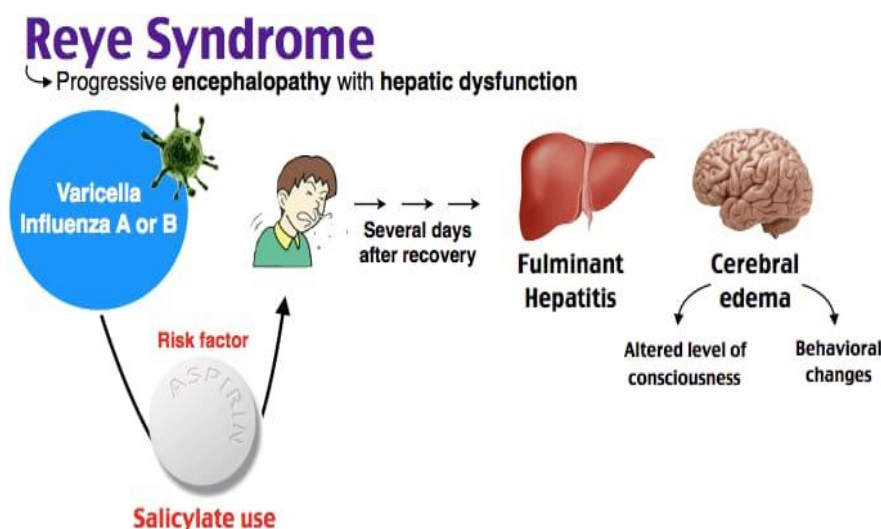 Reye Syndrome
Progressive encephalopathy with hepatic dysfunction
Varicella
Influenza A or B
Several days
after recovery
Fulminant
Hepatitis
Cerebral
edema
Altered level of
consciousness
Behavioral
changes
Risk factor
ASPIRIN
Salicylate use